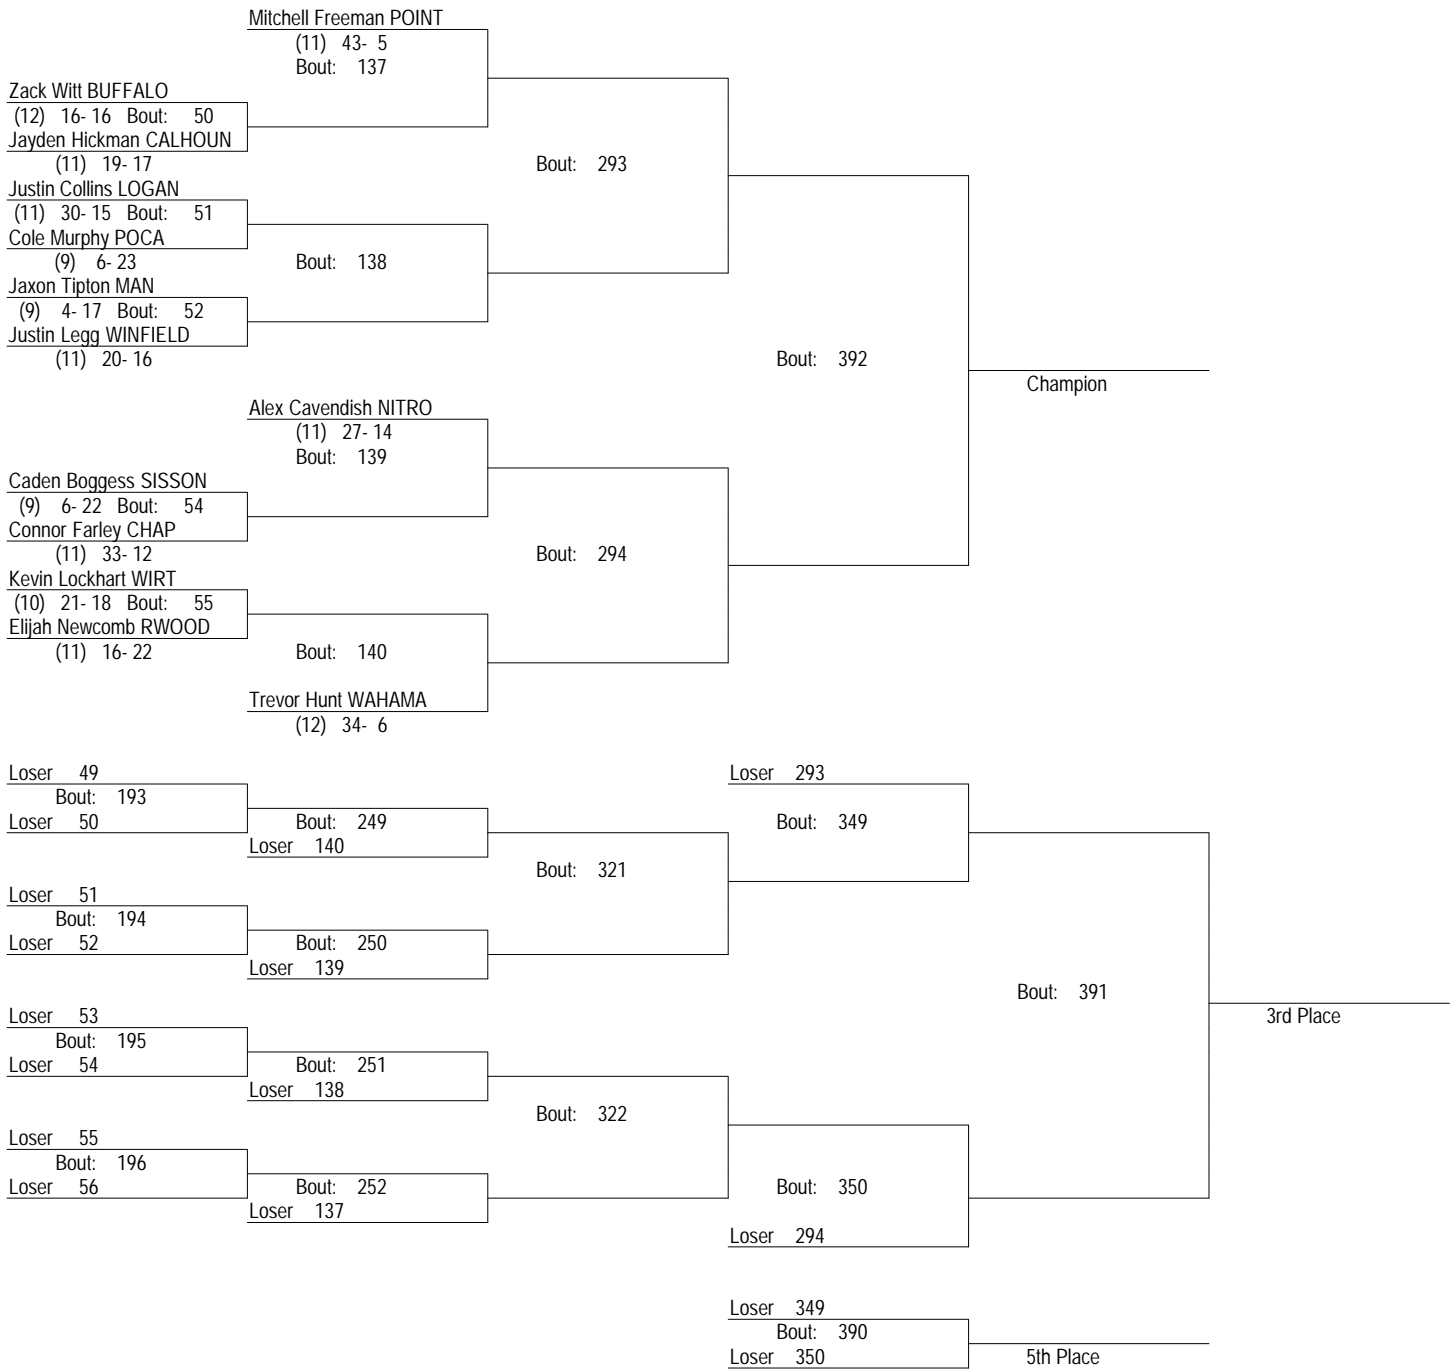 Mitchell Freeman POINT
(11) 43- 5
Bout: 137
Zack Witt BUFFALO
(12) 16- 16 Bout: 50
Jayden Hickman CALHOUN
(11) 19- 17
Bout: 293
Justin Collins LOGAN
(11) 30- 15 Bout: 51
Cole Murphy POCA
(9) 6- 23
Bout: 138
Jaxon Tipton MAN
(9) 4- 17 Bout: 52
Justin Legg WINFIELD
(11) 20- 16
Bout: 392
Champion
Alex Cavendish NITRO
(11) 27- 14
Bout: 139
Caden Boggess SISSON
(9) 6- 22 Bout: 54
Connor Farley CHAP
(11) 33- 12
Bout: 294
Kevin Lockhart WIRT
(10) 21- 18 Bout: 55
Elijah Newcomb RWOOD
(11) 16- 22
Bout: 140
Trevor Hunt WAHAMA
(12) 34- 6
Loser 49
Bout: 193
Loser 50
Bout: 249
Loser 140
Loser 293
Bout: 349
Bout: 321
Loser 51
Bout: 194
Loser 52
Bout: 250
Loser 139
Bout: 391
3rd Place
Loser 53
Bout: 195
Loser 54
Bout: 251
Loser 138
Bout: 322
Loser 55
Bout: 196
Loser 56
Bout: 252
Loser 137
Bout: 350
Loser 294
Loser 349
Bout: 390
Loser 350
5th Place